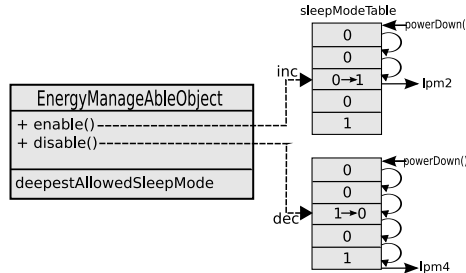 sleepModeTable
powerDown(
0
0
inc
0→1
lpm2
0
1
EnergyManageAbleObject
+ enable()
+ disable()
deepestAllowedSleepMode
powerDown()
0
0
dec
1→0
0
1
lpm4